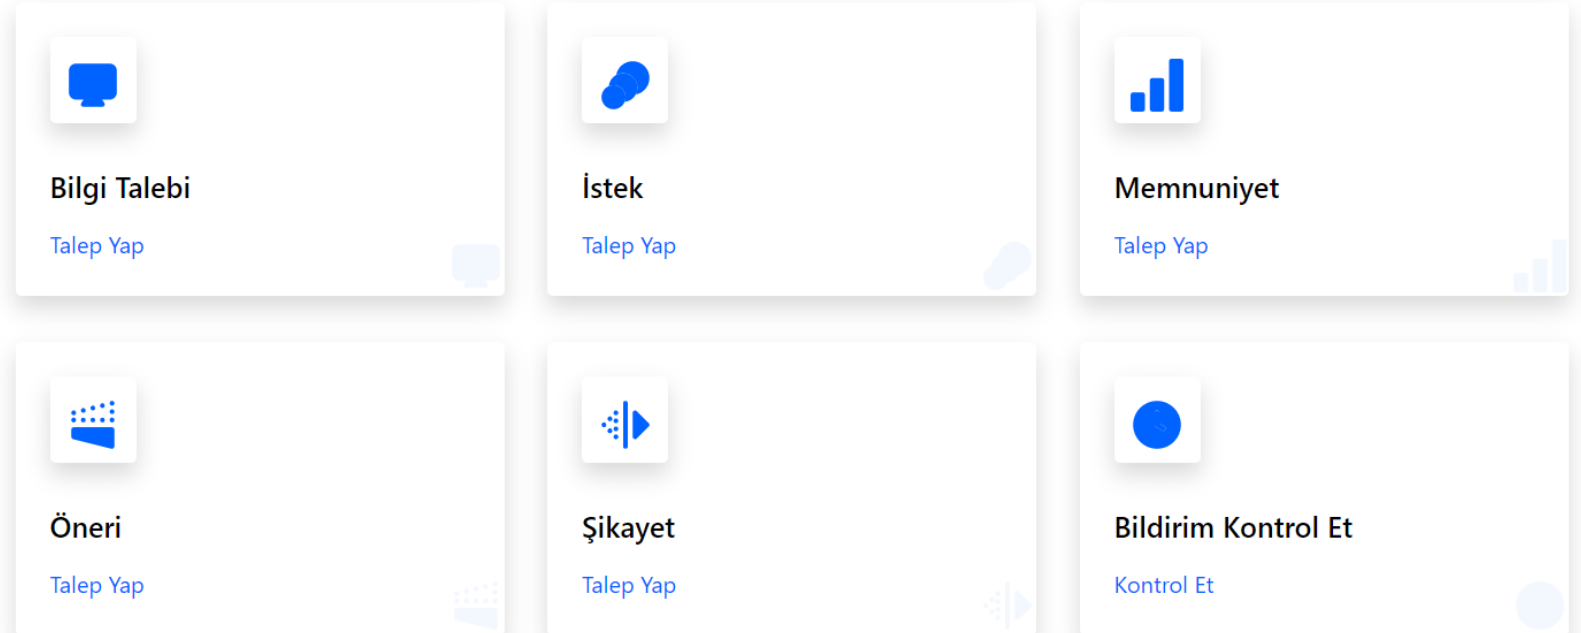 Bilgi Talebi
Talep Yap
İstek
Talep Yap
Memnuniyet
Talep Yap
Öneri
Talep Yap
Şikayet
Talep Yap
Bildirim Kontrol Et
Kontrol Et